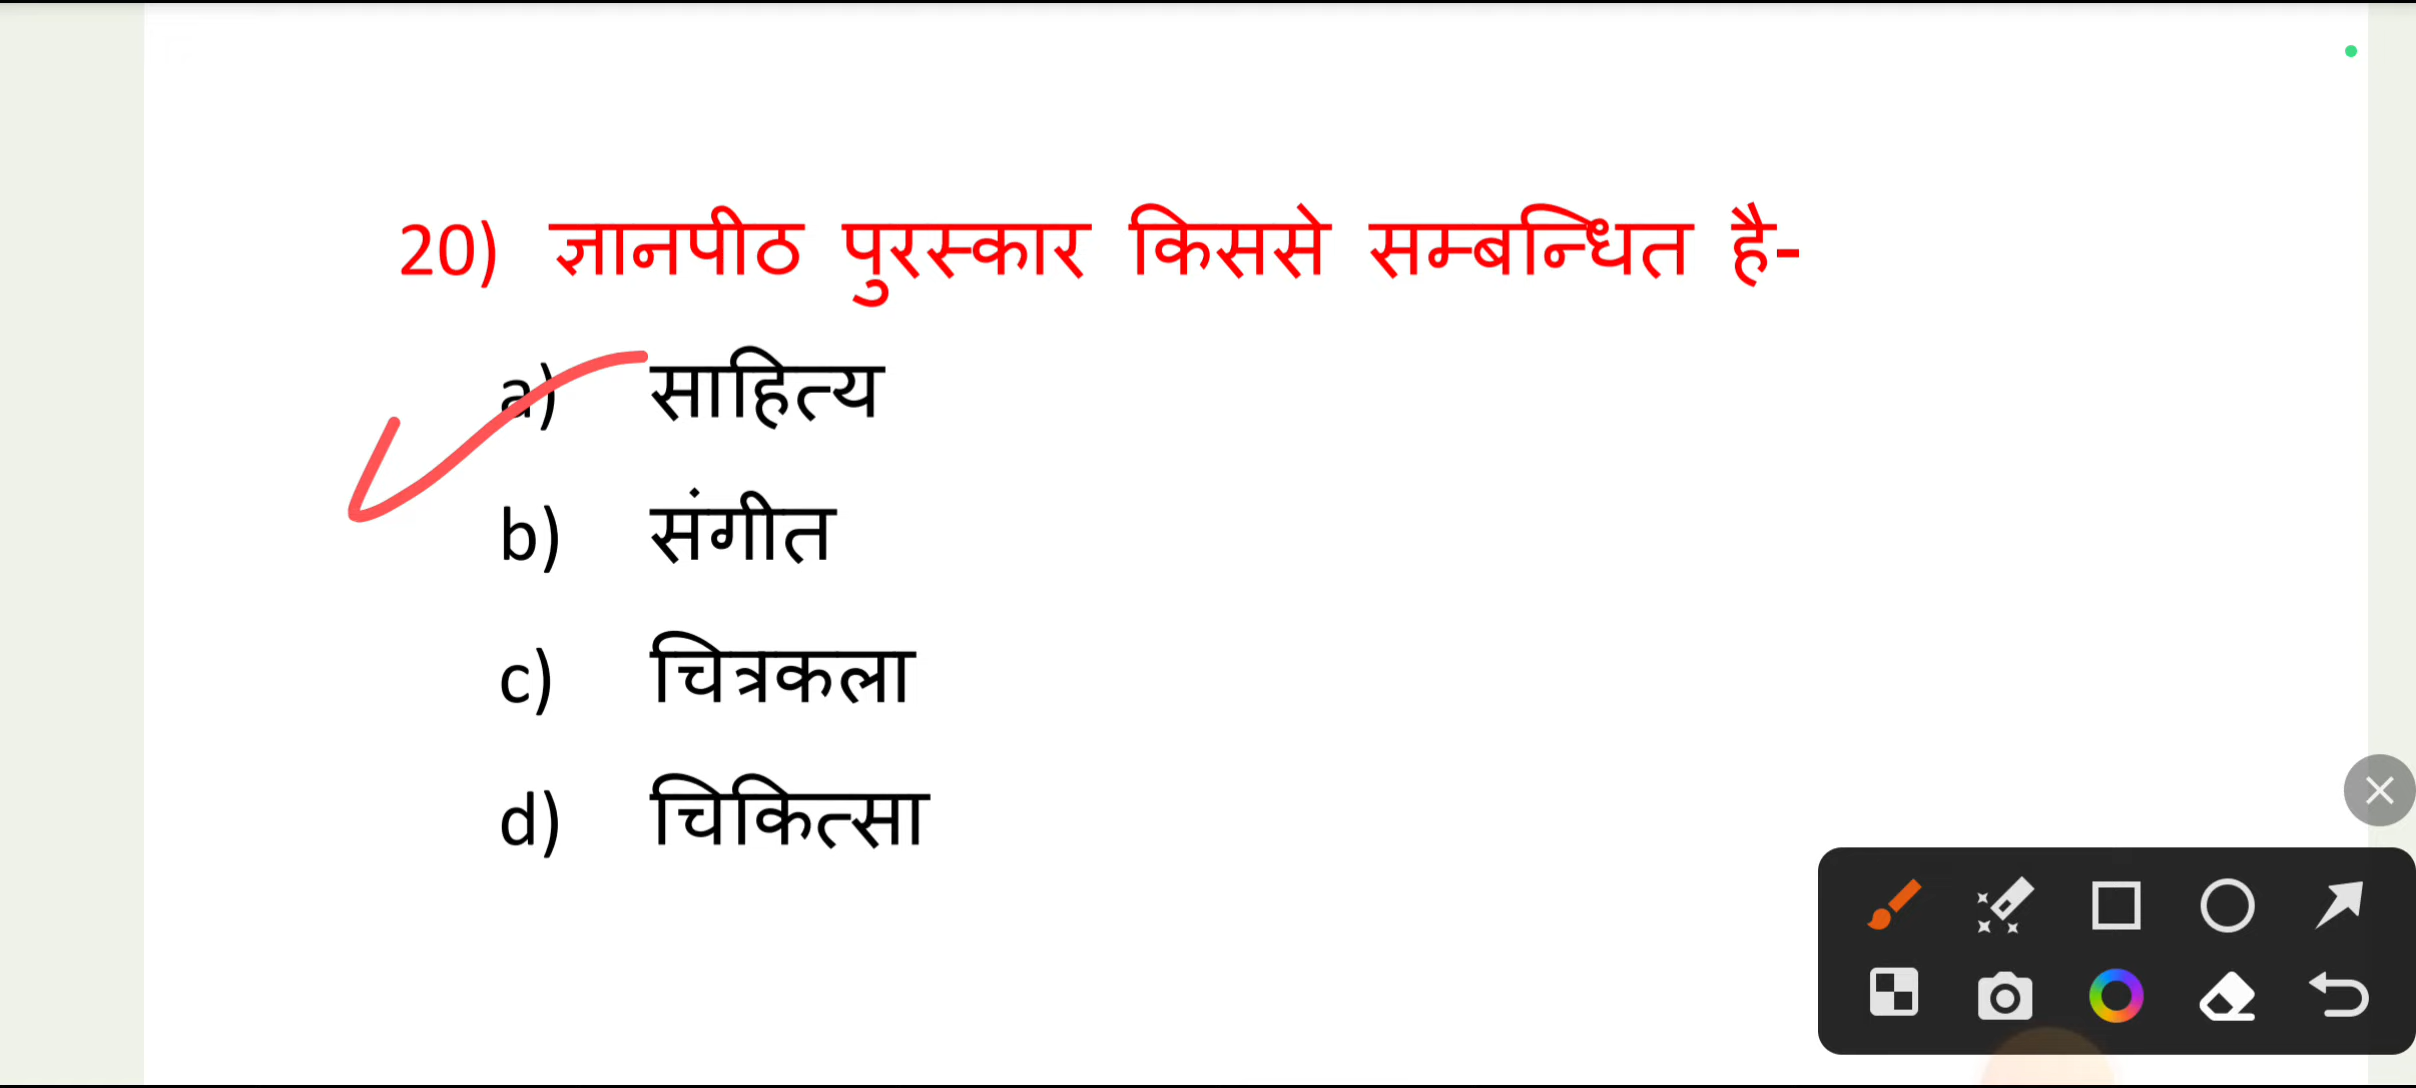 20) ज्ञानपीठ पुरस्कार किससे सम्बन्धित है-
a) साहित्य
b) संगीत
c) चित्रकला
d) चिकित्सा